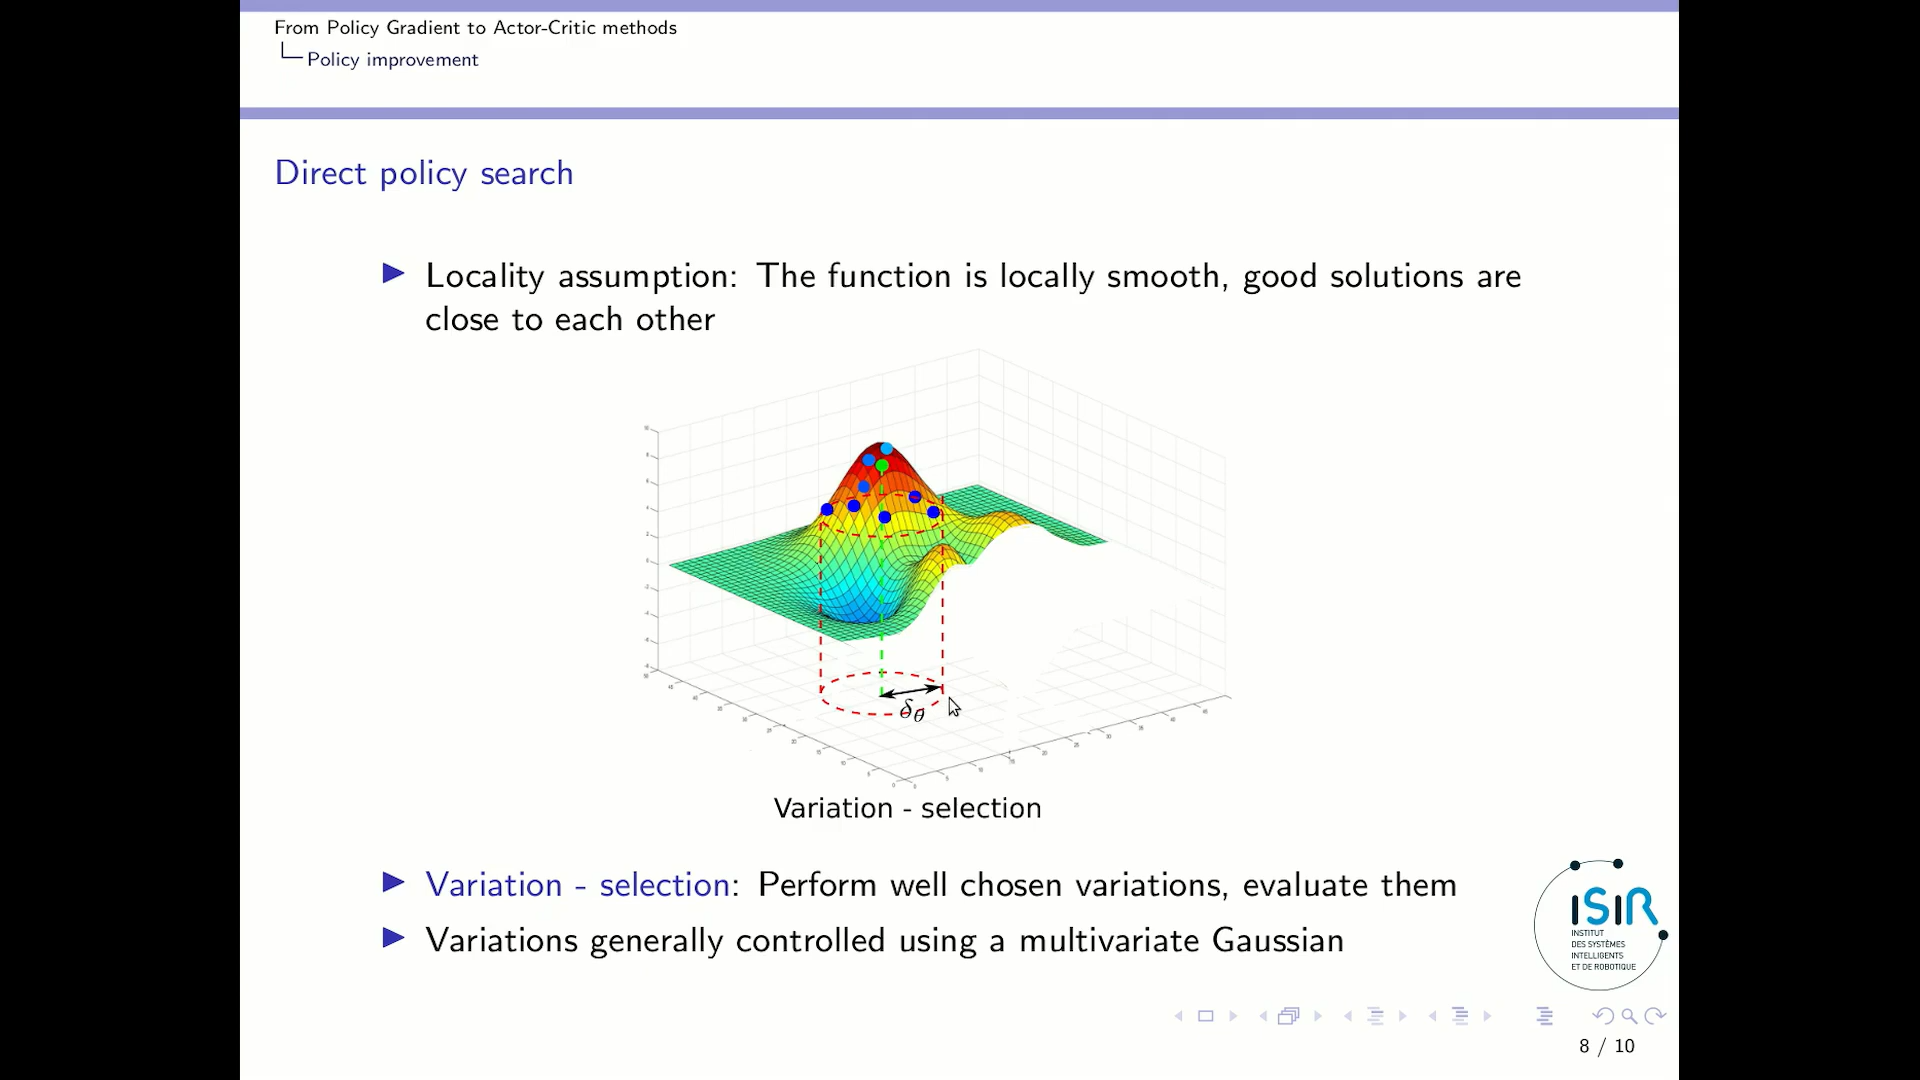 From Policy Gradient to Actor-Critic methods
Policy improvement
Direct policy search
Locality assumption: The function is locally smooth, good solutions are
close to each other
δθ
Variation - selection
Variation - selection: Perform well chosen variations, evaluate them
Variations generally controlled using a multivariate Gaussian
ISIR
INSTITUT
DES SYSTÈMES
INTELLIGENTS
ET DE ROBOTIQUE
8 / 10